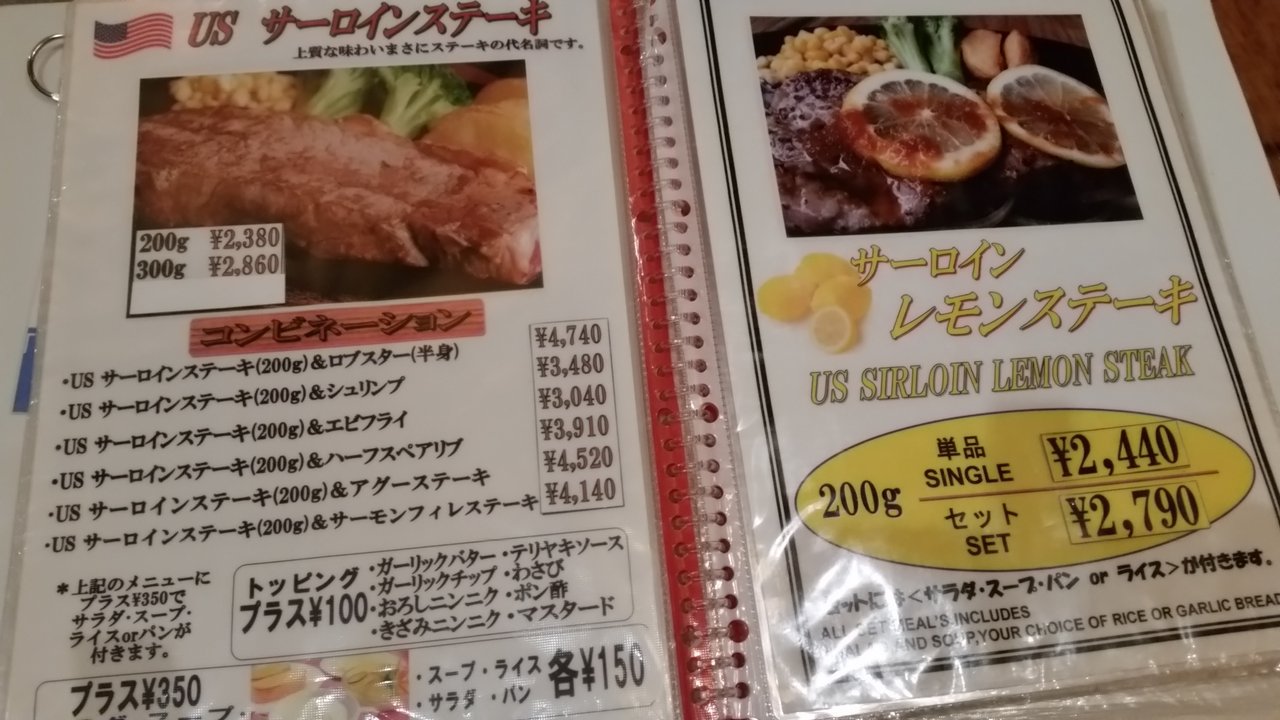 US サーロインステーキ
上質な味わいまさにステーキの代名詞です。
200g ¥2,380
300g ¥2,860
コンビネーション
・US サーロインステーキ(200g)&ロブスター(半身) ¥4,740
・US サーロインステーキ(200g)&シュリンプ ¥3,480
・US サーロインステーキ(200g)&エビフライ ¥3,040
・US サーロインステーキ(200g)&ハーフスペアリブ ¥3,910
・US サーロインステーキ(200g)&アグーステーキ ¥4,520
・US サーロインステーキ(200g)&サーモンフィレステーキ ¥4,140
*上記のメニューに
プラス¥350で
サラダ・スープ・
ライスorパンが
付きます。
トッピング
プラス¥100
・ガーリックバター ・テリヤキソース
・ガーリックチップ ・わさび
・おろしニンニク ・ポン酢
・きざみニンニク ・マスタード
プラス¥350
・スープ ・ライス
・サラダ ・パン
各¥150
サーロイン
レモンステーキ
US SIRLOIN LEMON STEAK
200g
単品
SINGLE ¥2,440
セット
SET ¥2,790
<サラダ・スープ・パン or ライス>が付きます。
ALL SET MEAL'S INCLUDES
AND SOUP,YOUR CHOICE OF RICE OR GARLIC BREAD